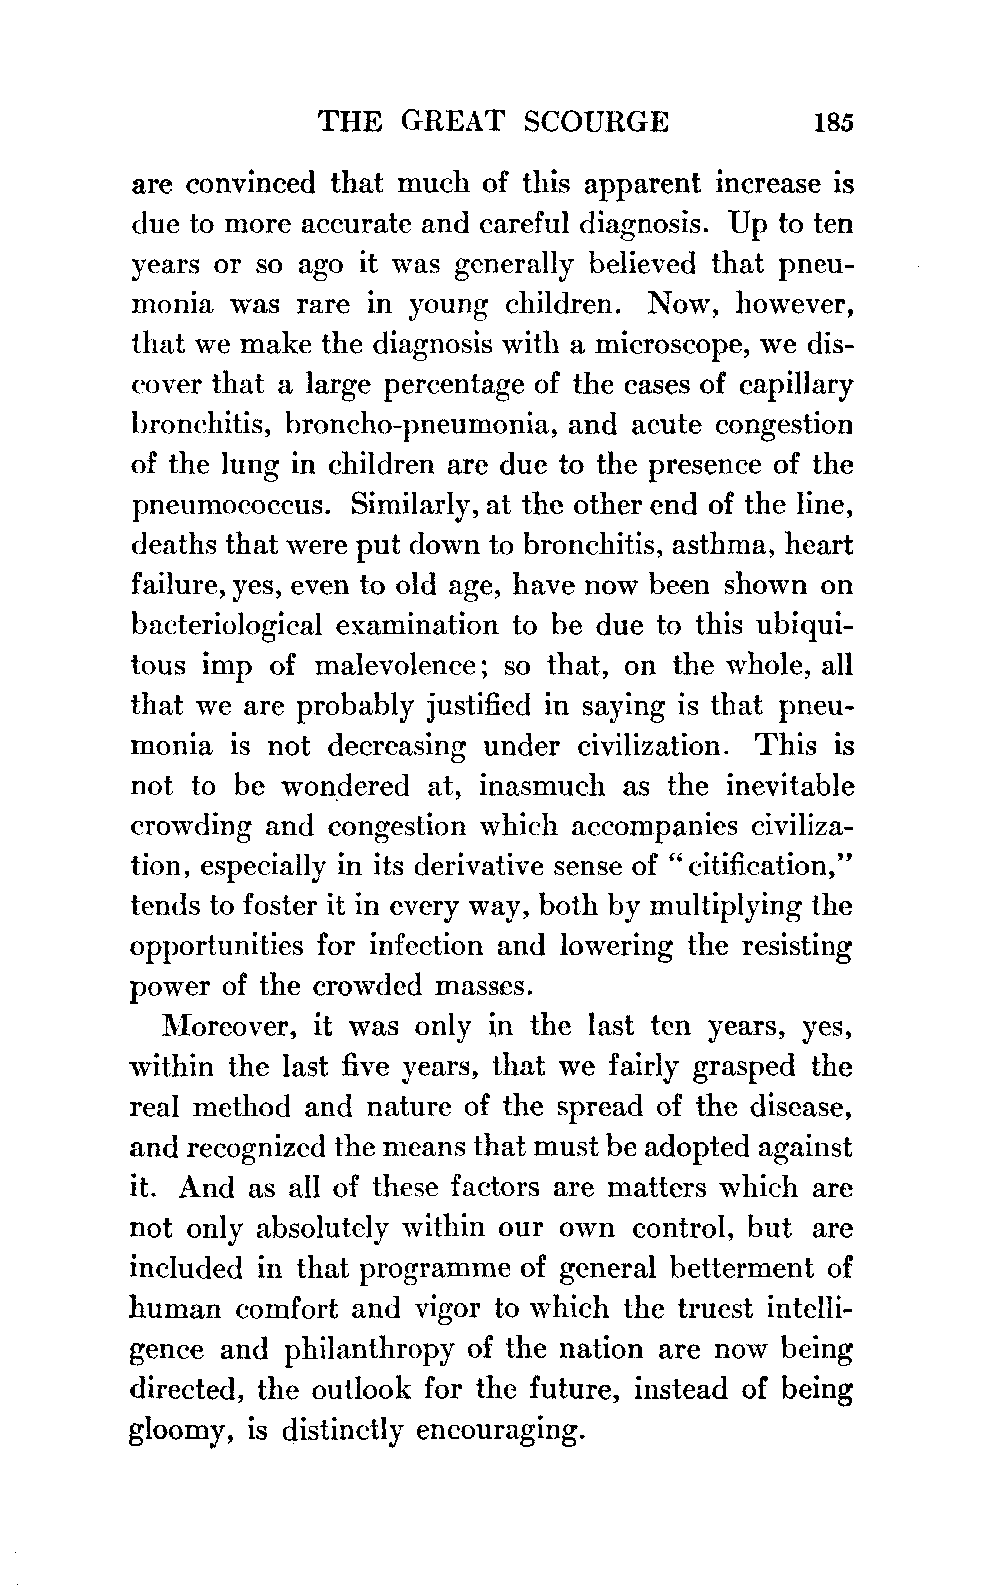 THE GREAT SCOURGE 185
are convinced that much of this apparent increase is
due to more accurate and careful diagnosis. Up to ten
years or so ago it was generally believed that pneu-
monia was rare in young children. Now, however,
that we make the diagnosis with a microscope, we dis-
cover that a large percentage of the cases of capillary
bronchitis, broncho-pneumonia, and acute congestion
of the lung in children are due to the presence of the
pneumococcus. Similarly, at the other end of the line,
deaths that were put down to bronchitis, asthma, heart
failure, yes, even to old age, have now been shown on
bacteriological examination to be due to this ubiqui-
tous imp of malevolence; so that, on the whole, all
that we are probably justified in saying is that pneu-
monia is not decreasing under civilization. This is
not to be wondered at, inasmuch as the inevitable
crowding and congestion which accompanies civiliza-
tion, especially in its derivative sense of “citification,”
tends to foster it in every way, both by multiplying the
opportunities for infection and lowering the resisting
power of the crowded masses.
Moreover, it was only in the last ten years, yes,
within the last five years, that we fairly grasped the
real method and nature of the spread of the disease,
and recognized the means that must be adopted against
it. And as all of these factors are matters which are
not only absolutely within our own control, but are
included in that programme of general betterment of
human comfort and vigor to which the truest intelli-
gence and philanthropy of the nation are now being
directed, the outlook for the future, instead of being
gloomy, is distinctly encouraging.